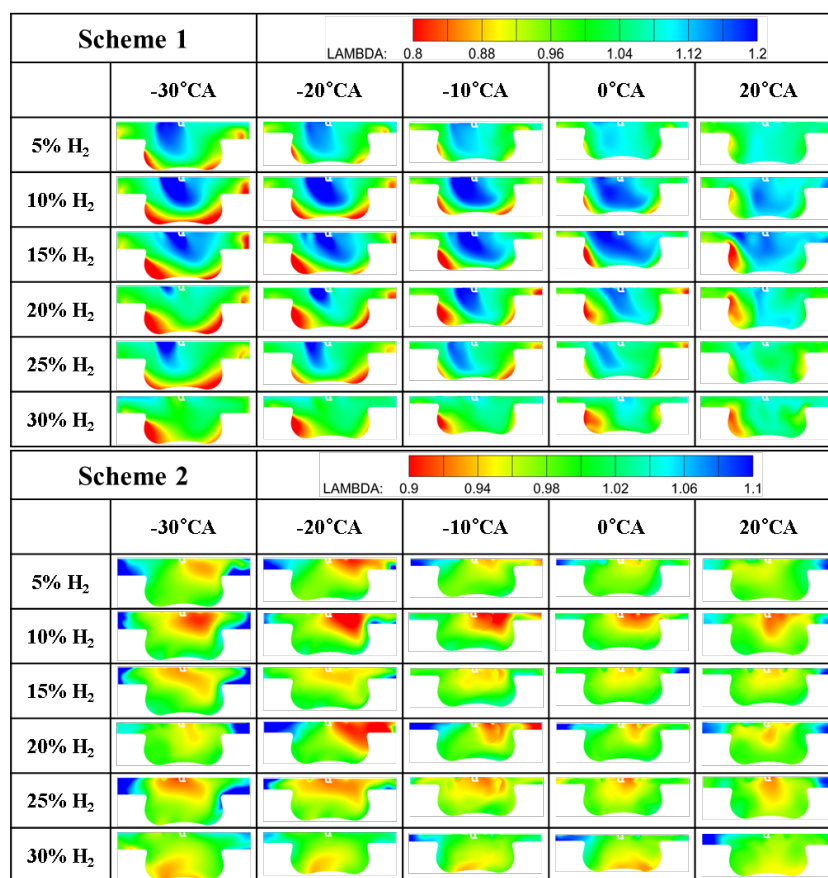 Scheme 1
LAMBDA: 0.8 0.88 0.96 1.04 1.12 1.2
-30°CA -20°CA -10°CA 0°CA 20°CA
5% H₂
10% H₂
15% H₂
20% H₂
25% H₂
30% H₂
Scheme 2
LAMBDA: 0.9 0.94 0.98 1.02 1.06 1.1
-30°CA -20°CA -10°CA 0°CA 20°CA
5% H₂
10% H₂
15% H₂
20% H₂
25% H₂
30% H₂